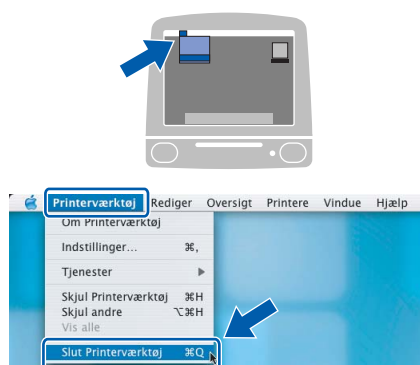 Printerværktøj Rediger Oversigt Printere Vindue Hjælp
Om Printerværktøj
Indstillinger... ⌘,
Tjenester ▶
Skjul Printerværktøj ⌘H
Skjul andre ⌥⌘H
Vis alle
Slut Printerværktøj ⌘Q